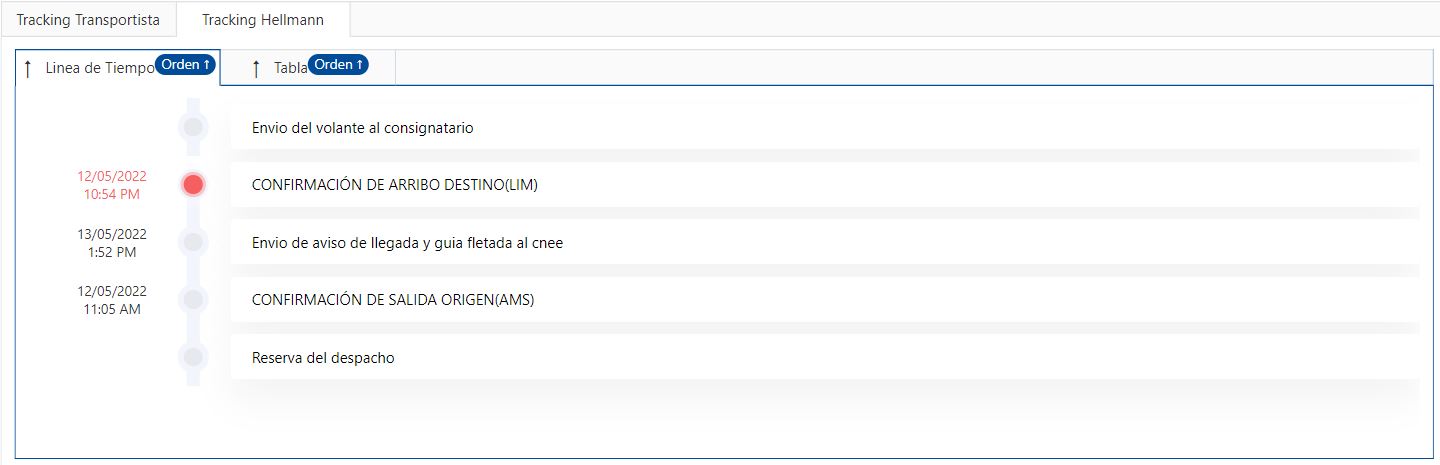 Tracking Transportista
Tracking Hellmann
↑ Linea de Tiempo Orden ↑
↑ Tabla Orden ↑
Envio del volante al consignatario
12/05/2022
10:54 PM
CONFIRMACIÓN DE ARRIBO DESTINO(LIM)
13/05/2022
1:52 PM
Envio de aviso de llegada y guia fletada al cnee
12/05/2022
11:05 AM
CONFIRMACIÓN DE SALIDA ORIGEN(AMS)
Reserva del despacho